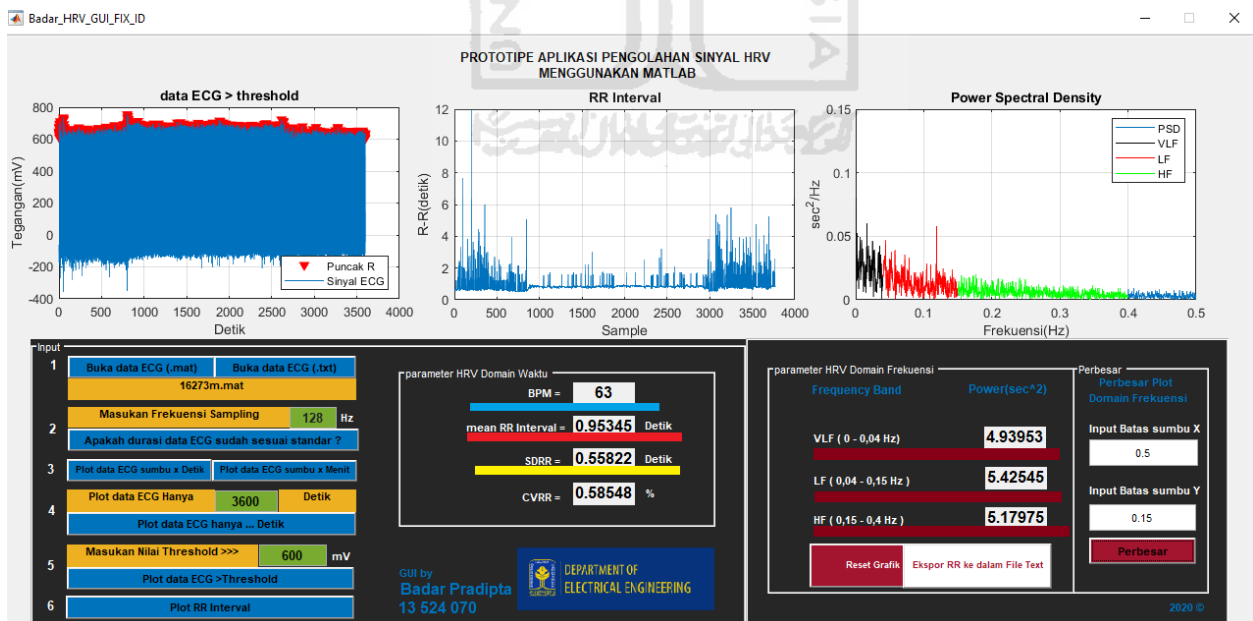 Badar_HRV_GUI_FIX_ID
PROTOTIPE APLIKASI PENGOLAHAN SINYAL HRV
MENGGUNAKAN MATLAB
data ECG > threshold
800
600
400
200
0
-200
-400
Tegangan(mV)
0 500 1000 1500 2000 2500 3000 3500 4000
Detik
Puncak R
Sinyal ECG
RR Interval
12
10
8
6
4
2
0
R-R(detik)
0 500 1000 1500 2000 2500 3000 3500 4000
Sample
Power Spectral Density
0.15
0.1
0.05
0
sec^2/Hz
0 0.1 0.2 0.3 0.4 0.5
Frekuensi(Hz)
PSD
VLF
LF
HF
Input
1
Buka data ECG (.mat) Buka data ECG (.txt)
16273m.mat
2
Masukan Frekuensi Sampling 128 Hz
Apakah durasi data ECG sudah sesuai standar ?
3
Plot data ECG sumbu x Detik Plot data ECG sumbu x Menit
4
Plot data ECG Hanya 3600 Detik
Plot data ECG hanya ... Detik
5
Masukan Nilai Threshold >>> 600 mV
Plot data ECG >Threshold
6
Plot RR Interval
parameter HRV Domain Waktu
BPM = 63
mean RR Interval = 0.95345 Detik
SDRR = 0.55822 Detik
CVRR = 0.58548 %
GUI by
Badar Pradipta
13 524 070
DEPARTMENT OF
ELECTRICAL ENGINEERING
parameter HRV Domain Frekuensi
Frequency Band Power(sec^2)
VLF ( 0 - 0,04 Hz) 4.93953
LF ( 0,04 - 0,15 Hz ) 5.42545
HF ( 0,15 - 0,4 Hz ) 5.17975
Reset Grafik Ekspor RR ke dalam File Text
Perbesar
Perbesar Plot
Domain Frekuensi
Input Batas sumbu X
0.5
Input Batas sumbu Y
0.15
Perbesar
2020 ©